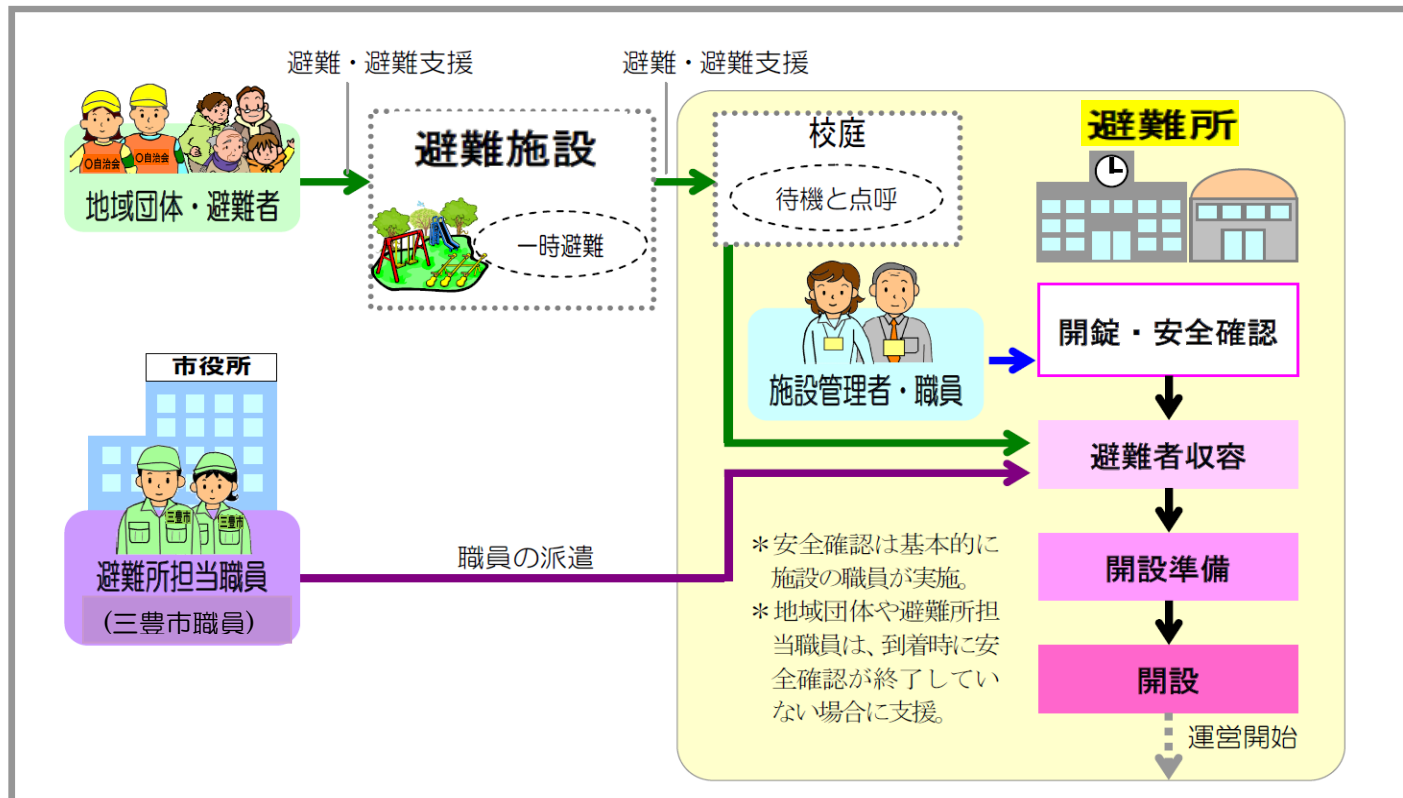 避難・避難支援
避難・避難支援
〇自治会
〇自治会
地域団体・避難者
避難施設
一時避難
校庭
待機と点呼
避難所
施設管理者・職員
開錠・安全確認
避難者収容
開設準備
開設
運営開始
市役所
三豊市
三豊市
避難所担当職員
(三豊市職員)
職員の派遣
＊安全確認は基本的に
施設の職員が実施。
＊地域団体や避難所担
当職員は、到着時に安
全確認が終了してい
ない場合に支援。